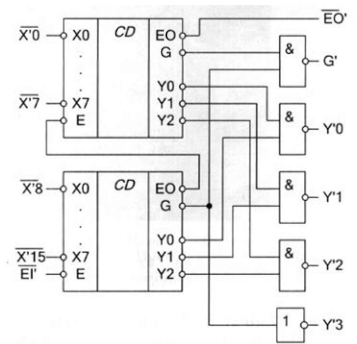 X'0 X0 CD EO EO'
G & G'
X'7 X7 Y0
E Y1 & Y'0
Y2
X'8 X0 CD EO & Y'1
G
X'15 X7 Y0
EI' E Y1 & Y'2
Y2
1 Y'3